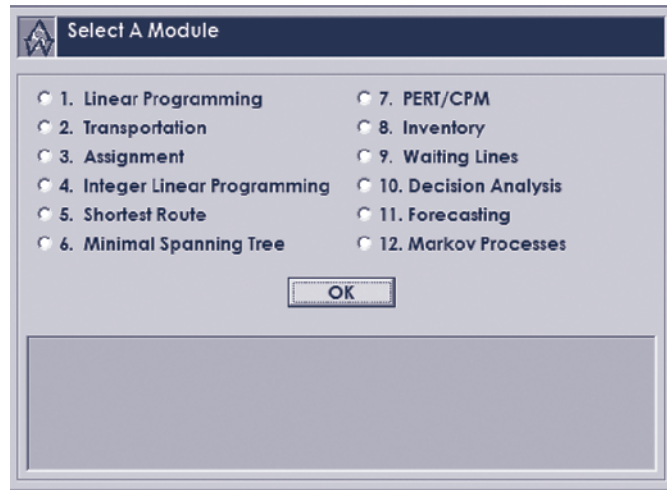 Select A Module
1. Linear Programming
2. Transportation
3. Assignment
4. Integer Linear Programming
5. Shortest Route
6. Minimal Spanning Tree
7. PERT/CPM
8. Inventory
9. Waiting Lines
10. Decision Analysis
11. Forecasting
12. Markov Processes
OK